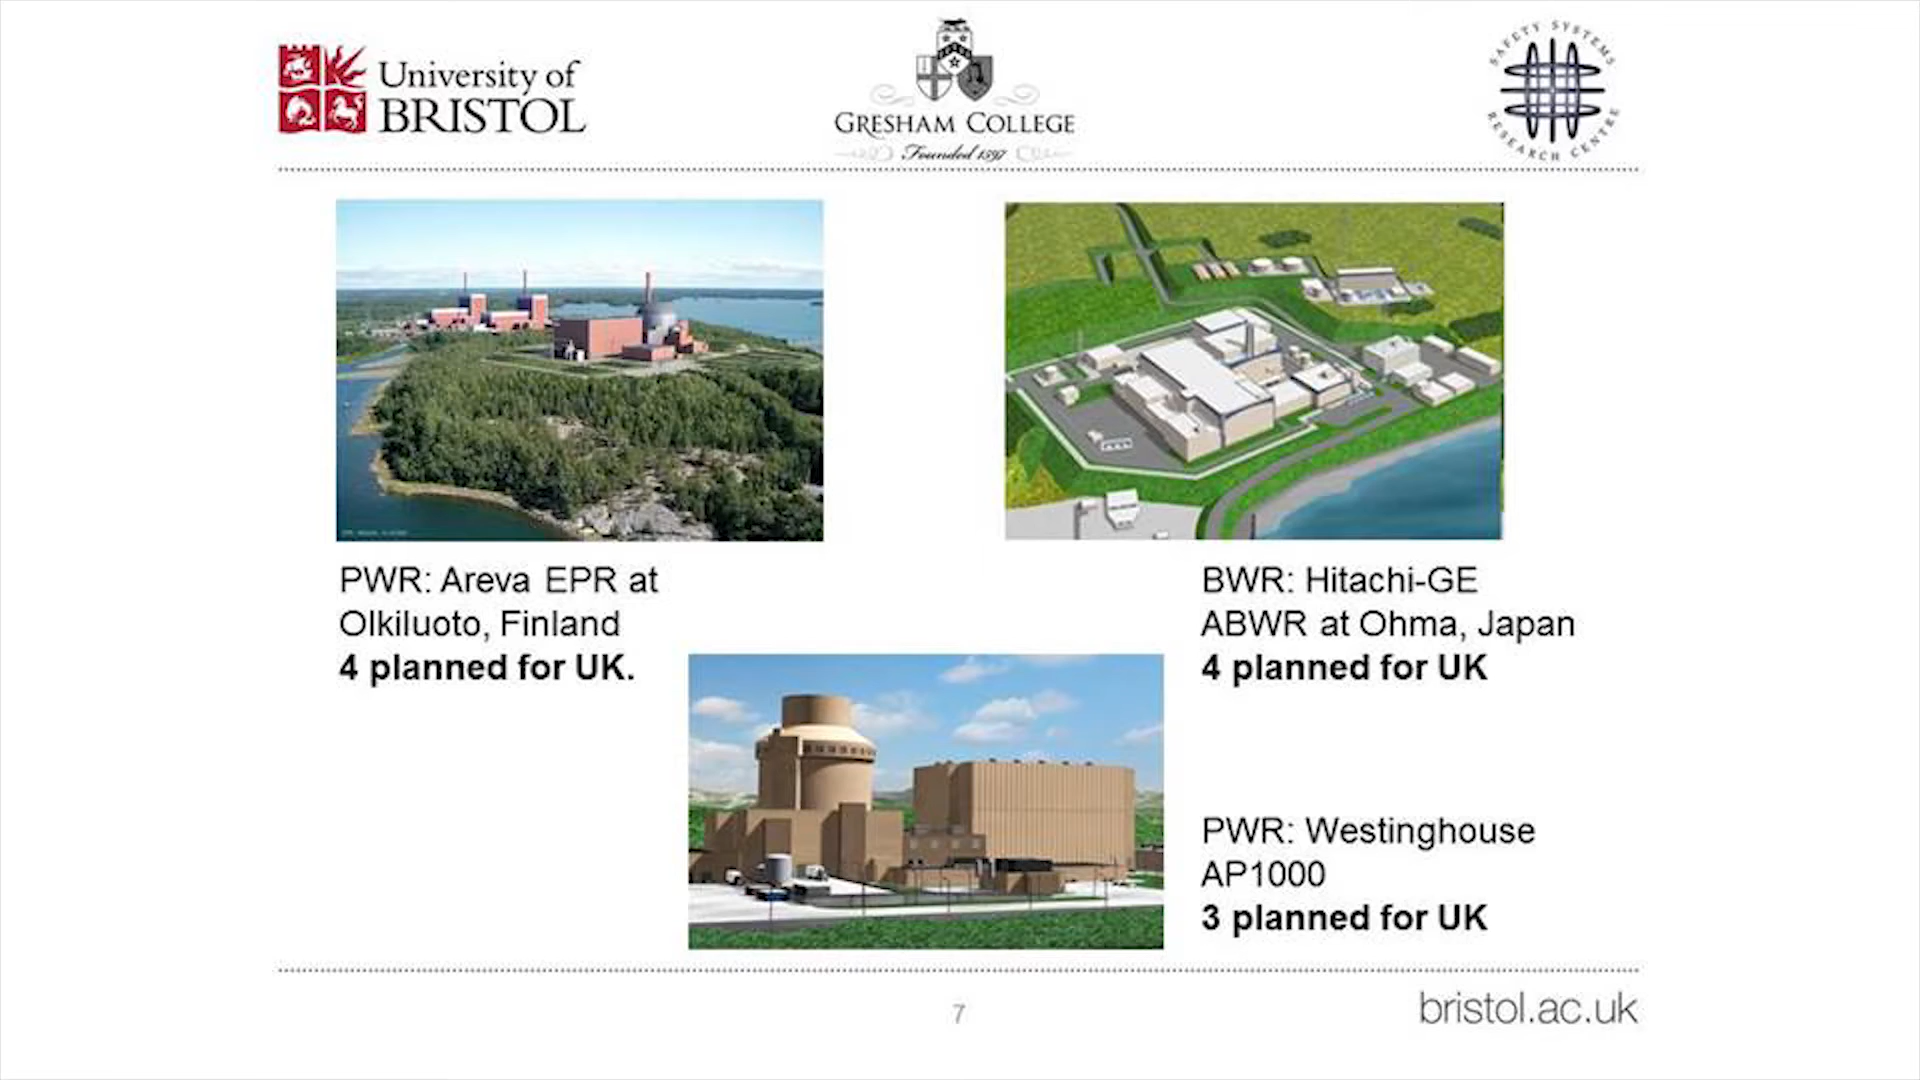 University of
BRISTOL
GRESHAM COLLEGE
Founded 1597
SAFETY SYSTEMS
RESEARCH CENTRE
PWR: Areva EPR at
Olkiluoto, Finland
4 planned for UK.
BWR: Hitachi-GE
ABWR at Ohma, Japan
4 planned for UK
PWR: Westinghouse
AP1000
3 planned for UK
7
bristol.ac.uk